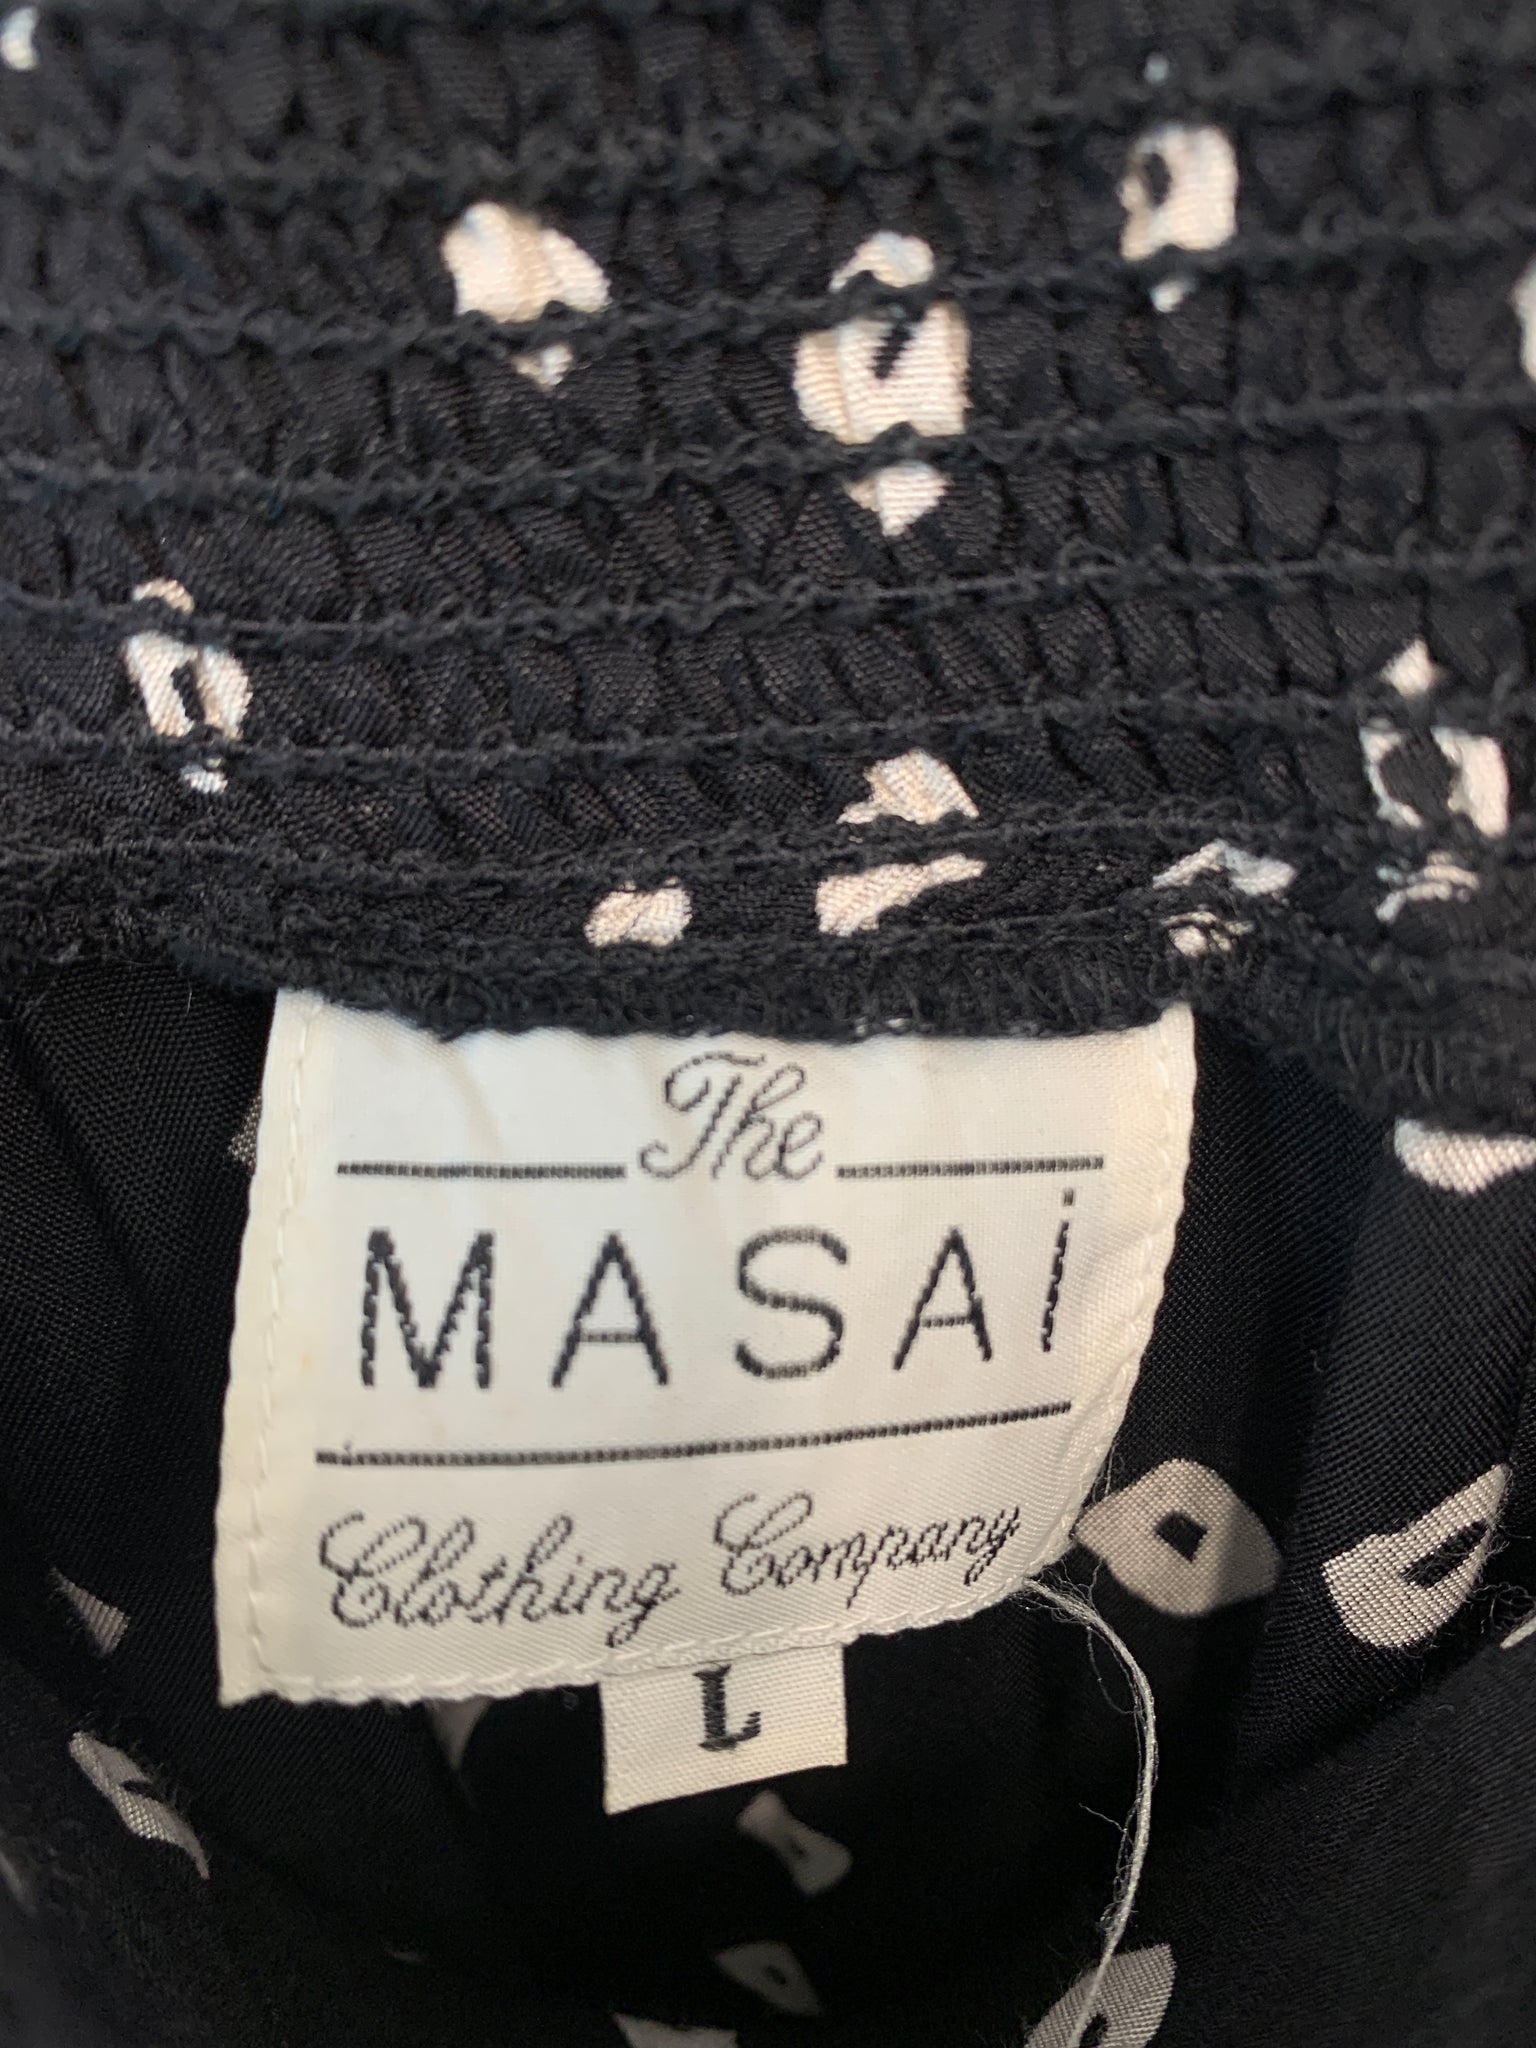 The
MASAi
Clothing Company
L